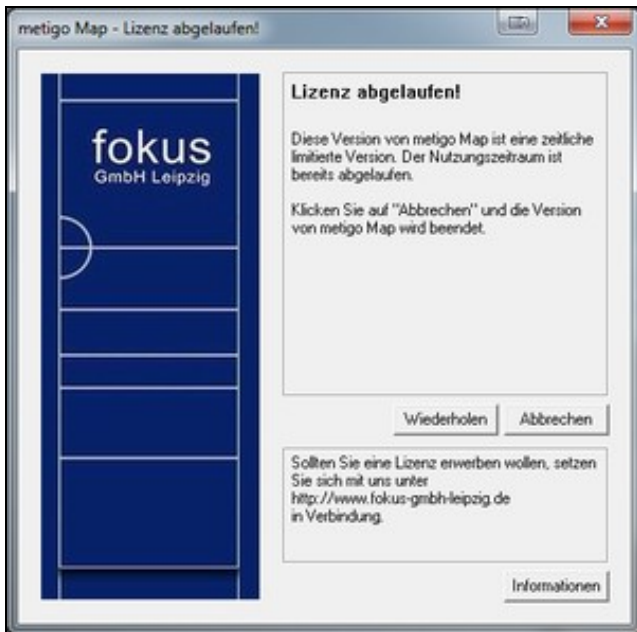 metigo Map - Lizenz abgelaufen!
fokus
GmbH Leipzig
Lizenz abgelaufen!
Diese Version von metigo Map ist eine zeitliche
limitierte Version. Der Nutzungszeitraum ist
bereits abgelaufen.
Klicken Sie auf "Abbrechen" und die Version
von metigo Map wird beendet.
Wiederholen
Abbrechen
Sollten Sie eine Lizenz erwerben wollen, setzen
Sie sich mit uns unter
http://www.fokus-gmbh-leipzig.de
in Verbindung.
Informationen